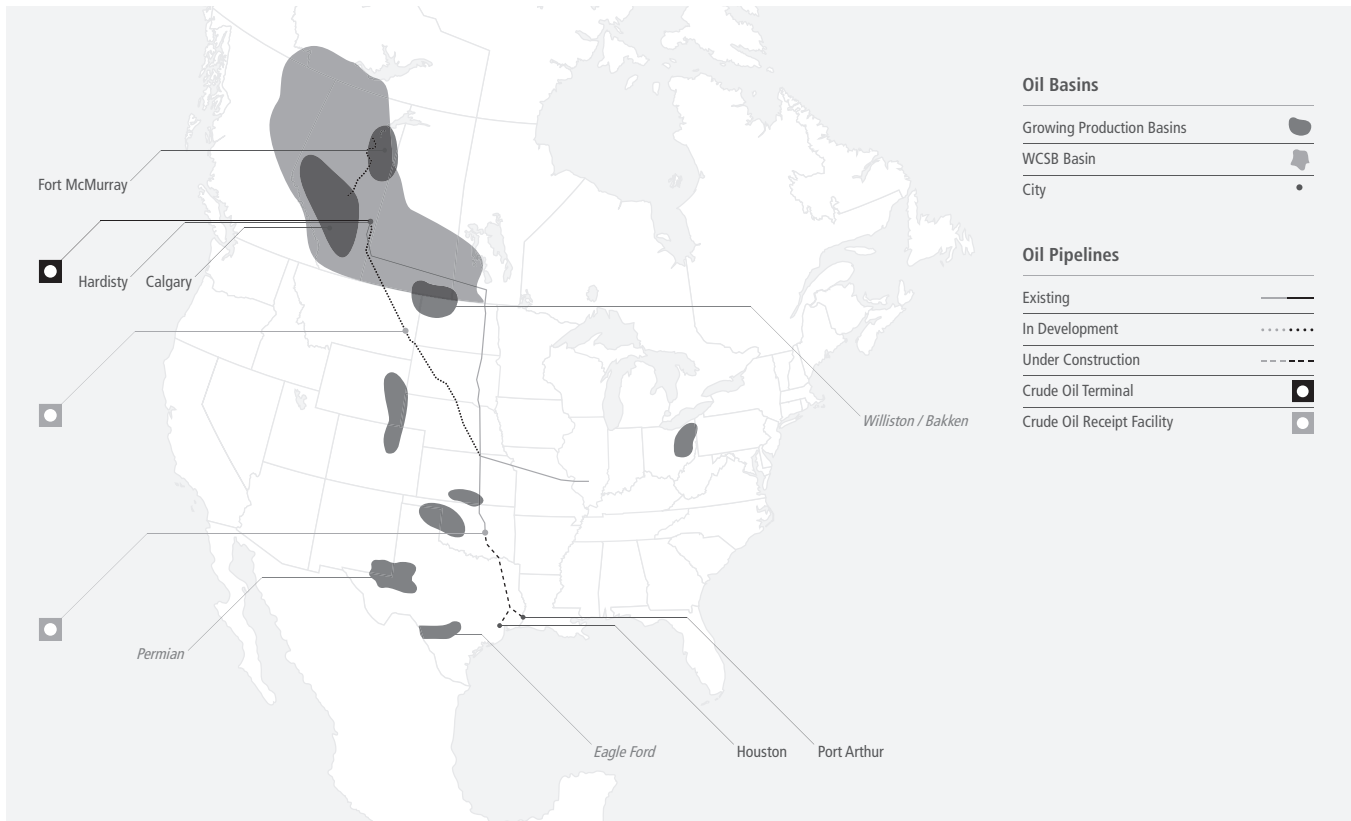 Fort McMurray
Hardisty
Calgary
Williston / Bakken
Permian
Eagle Ford
Houston
Port Arthur
Oil Basins
Growing Production Basins
WCSB Basin
City
Oil Pipelines
Existing
In Development
Under Construction
Crude Oil Terminal
Crude Oil Receipt Facility